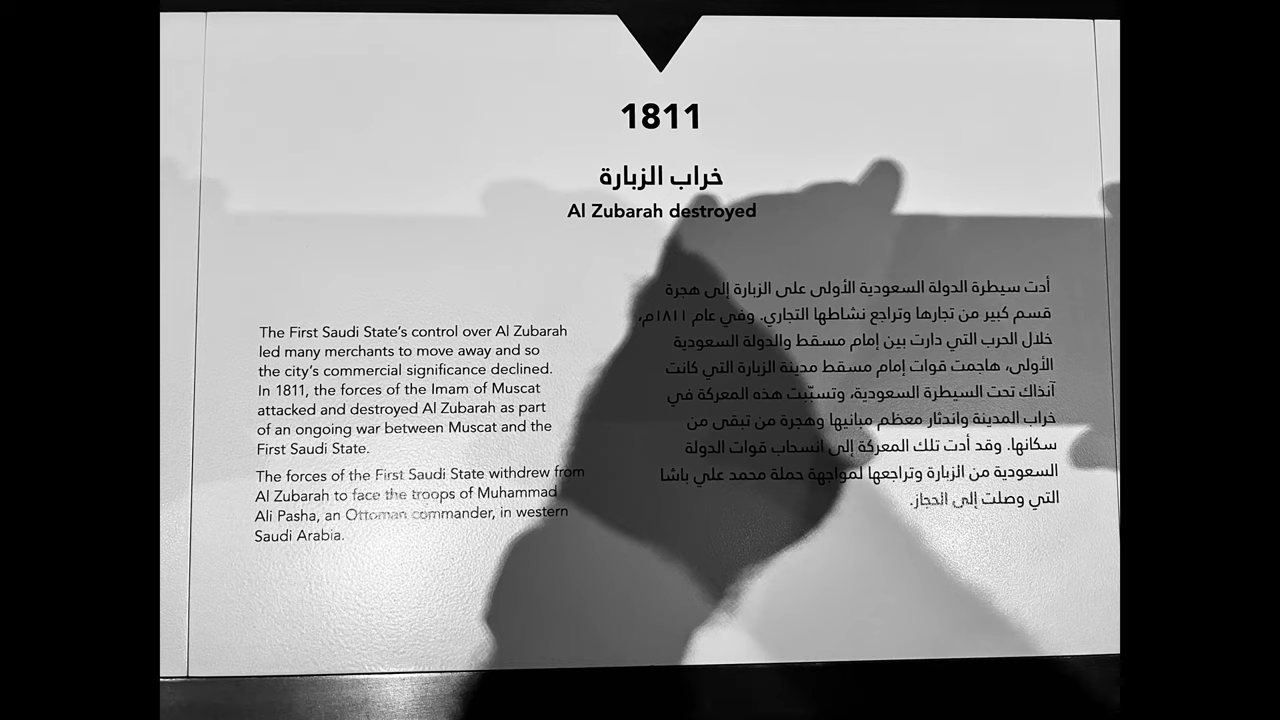 1811
خراب الزبارة
Al Zubarah destroyed
The First Saudi State's control over Al Zubarah
led many merchants to move away and so
the city's commercial significance declined.
In 1811, the forces of the Imam of Muscat
attacked and destroyed Al Zubarah as part
of an ongoing war between Muscat and the
First Saudi State.
The forces of the First Saudi State withdrew from
Al Zubarah to face the troops of Muhammad
Ali Pasha, an Ottoman commander, in western
Saudi Arabia.
أدت سيطرة الدولة السعودية الأولى على الزبارة إلى هجرة
قسم كبير من تجارها وتراجع نشاطها التجاري. وفي عام ١٨١١م،
خلال الحرب التي دارت بين إمام مسقط والدولة السعودية
الأولى، هاجمت قوات إمام مسقط مدينة الزبارة التي كانت
آنذاك تحت السيطرة السعودية، وتسبّبت هذه المعركة في
خراب المدينة واندثار معظم مبانيها وهجرة من تبقى من
سكانها. وقد أدت تلك المعركة إلى انسحاب قوات الدولة
السعودية من الزبارة وتراجعها لمواجهة حملة محمد علي باشا
التي وصلت إلى الحجاز.